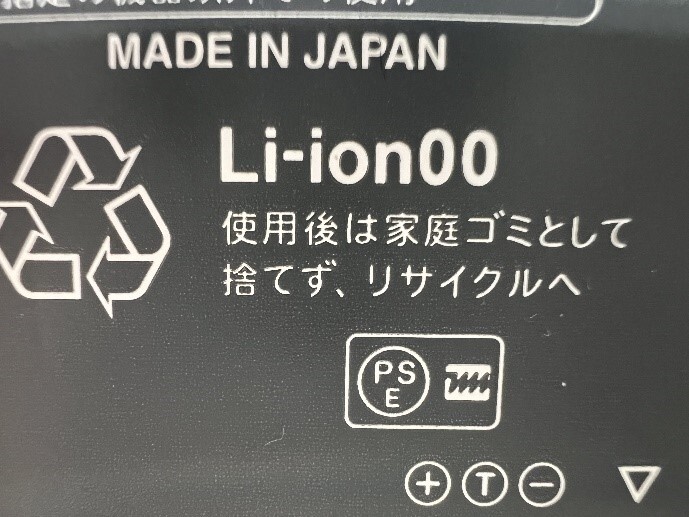 MADE IN JAPAN
Li-ion00
使用後は家庭ゴミとして
捨てず、リサイクルへ
PS
E
+ T −